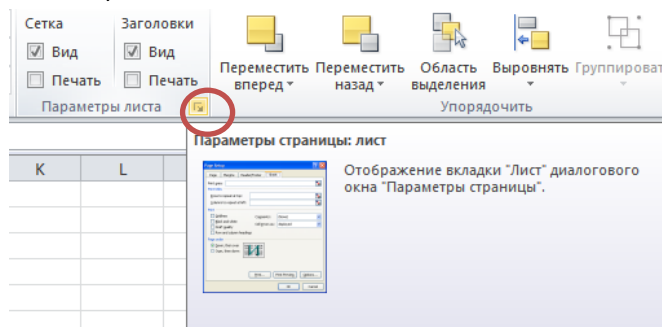 Сетка Заголовки
Вид Вид
Печать Печать
Параметры листа
Переместить вперед
Переместить назад
Область выделения
Выровнять
Группироват
Упорядочить
Параметры страницы: лист
Отображение вкладки "Лист" диалогового
окна "Параметры страницы".
K L